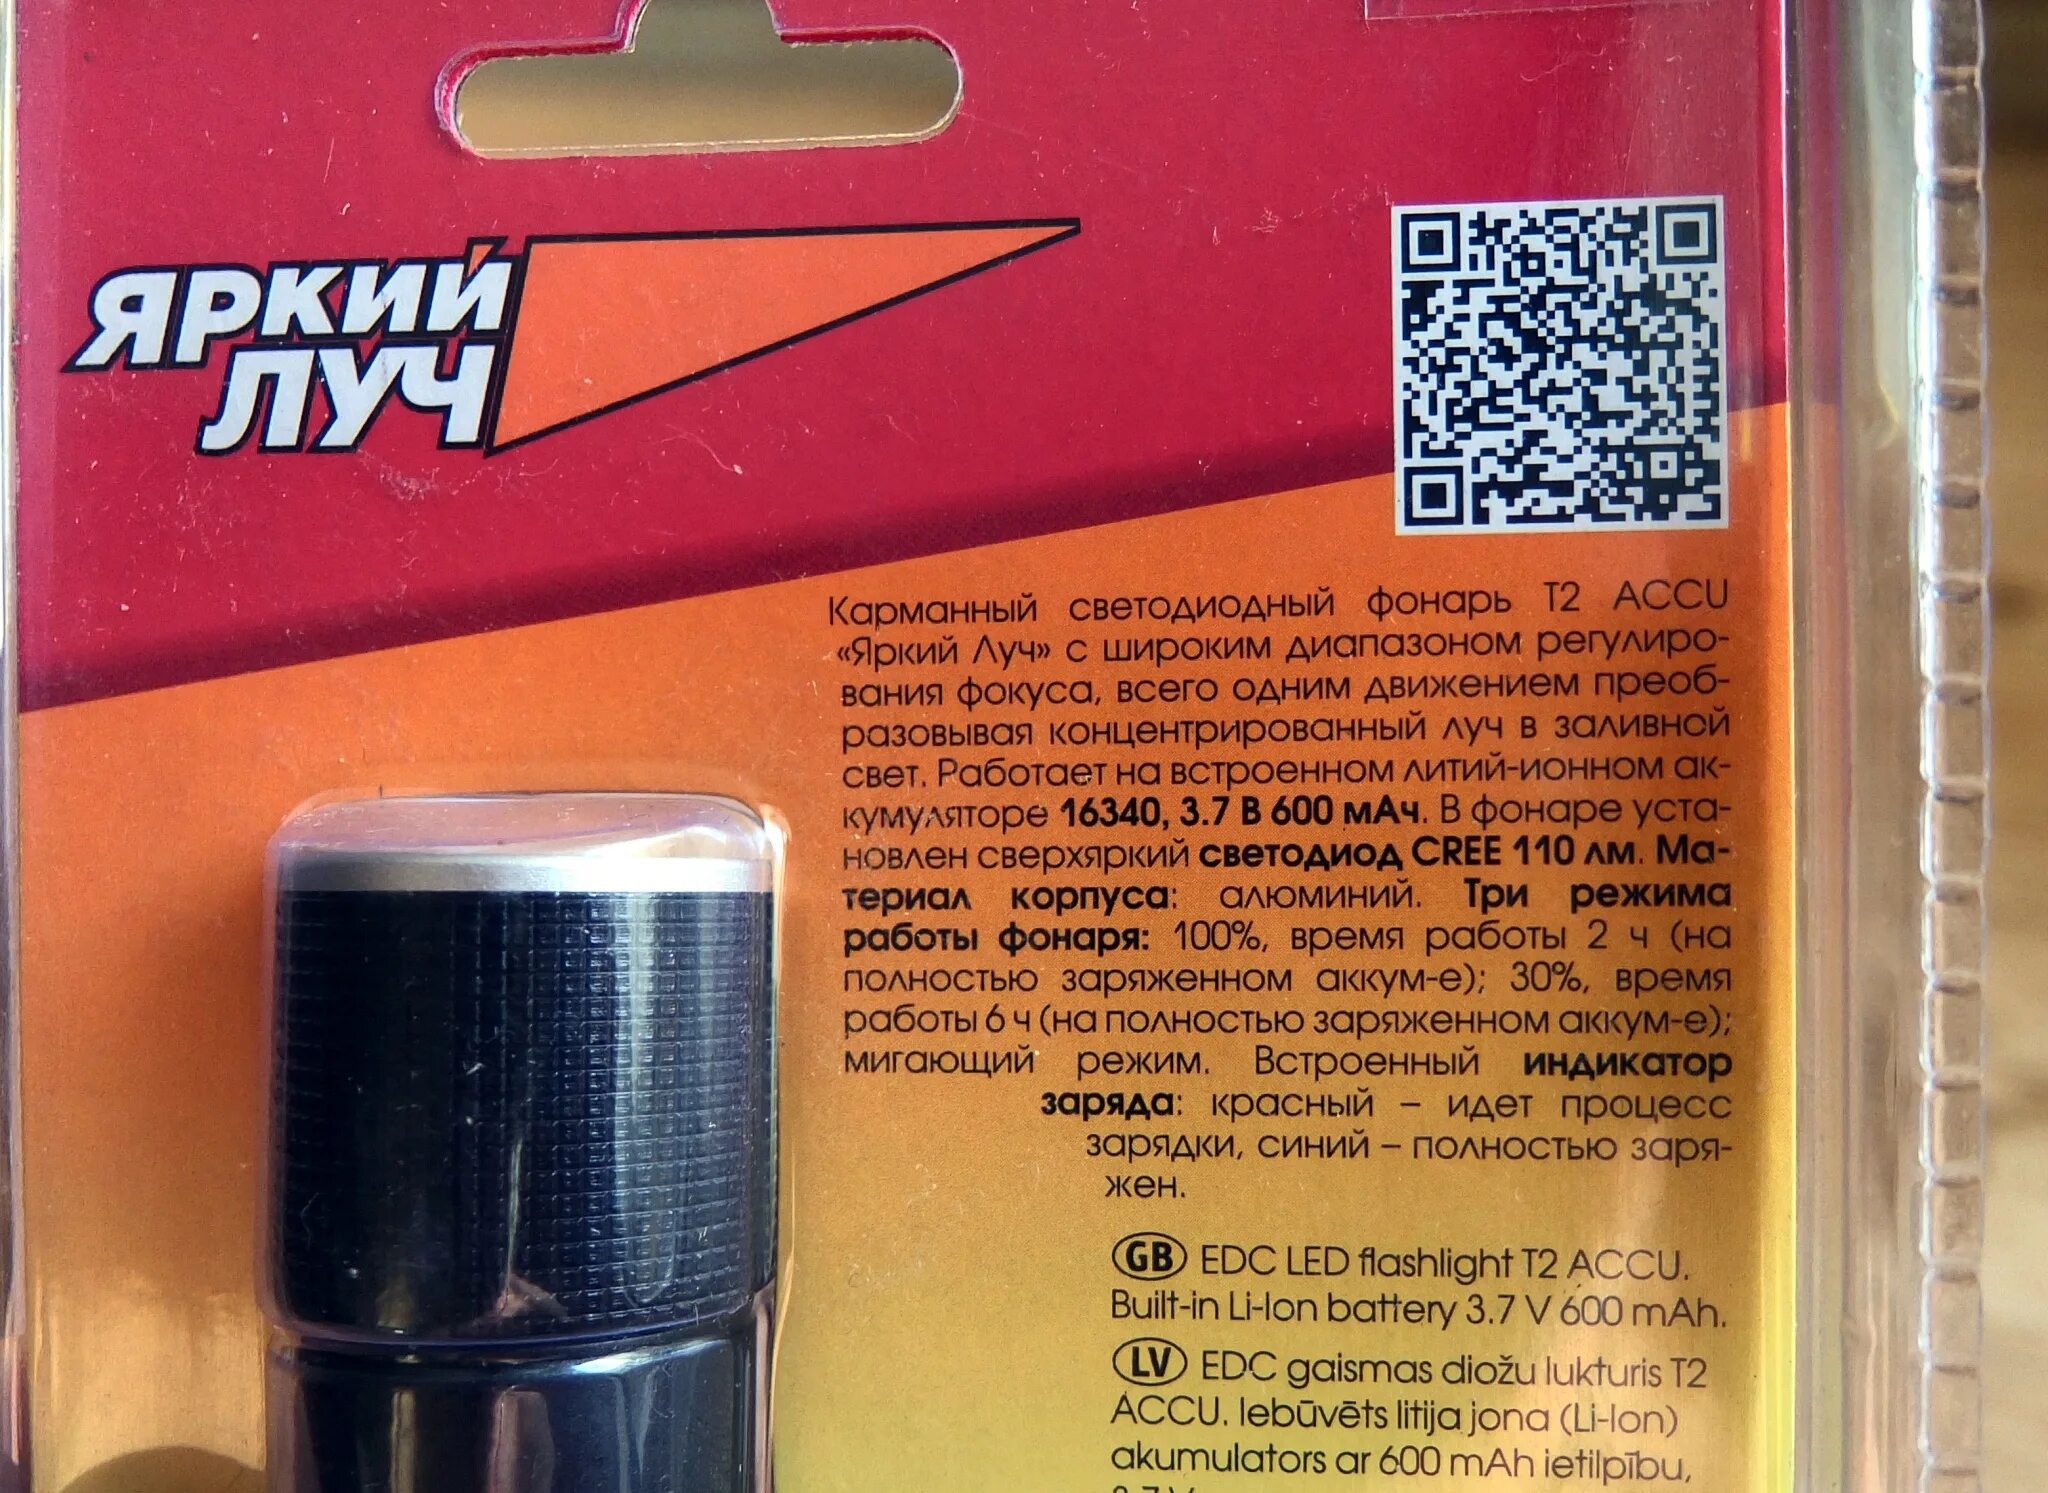 ЯРКИЙ
ЛУЧ
Карманный светодиодный фонарь T2 ACCU
«Яркий Луч» с широким диапазоном регулиро-
вания фокуса, всего одним движением преоб-
разовывая концентрированный луч в заливной
свет. Работает на встроенном литий-ионном ак-
кумуляторе 16340, 3.7 В 600 мАч. В фонаре уста-
новлен сверхяркий светодиод CREE 110 лм. Ма-
териал корпуса: алюминий. Три режима
работы фонаря: 100%, время работы 2 ч (на
полностью заряженном аккум-е); 30%, время
работы 6 ч (на полностью заряженном аккум-е);
мигающий режим. Встроенный индикатор
заряда: красный – идет процесс
зарядки, синий – полностью заря-
жен.
GB EDC LED flashlight T2 ACCU.
Built-in Li-Ion battery 3.7 V 600 mAh.
LV EDC gaismas diožu lukturis T2
ACCU. Iebūvēts litija jona (Li-Ion)
akumulators ar 600 mAh ietilpību,